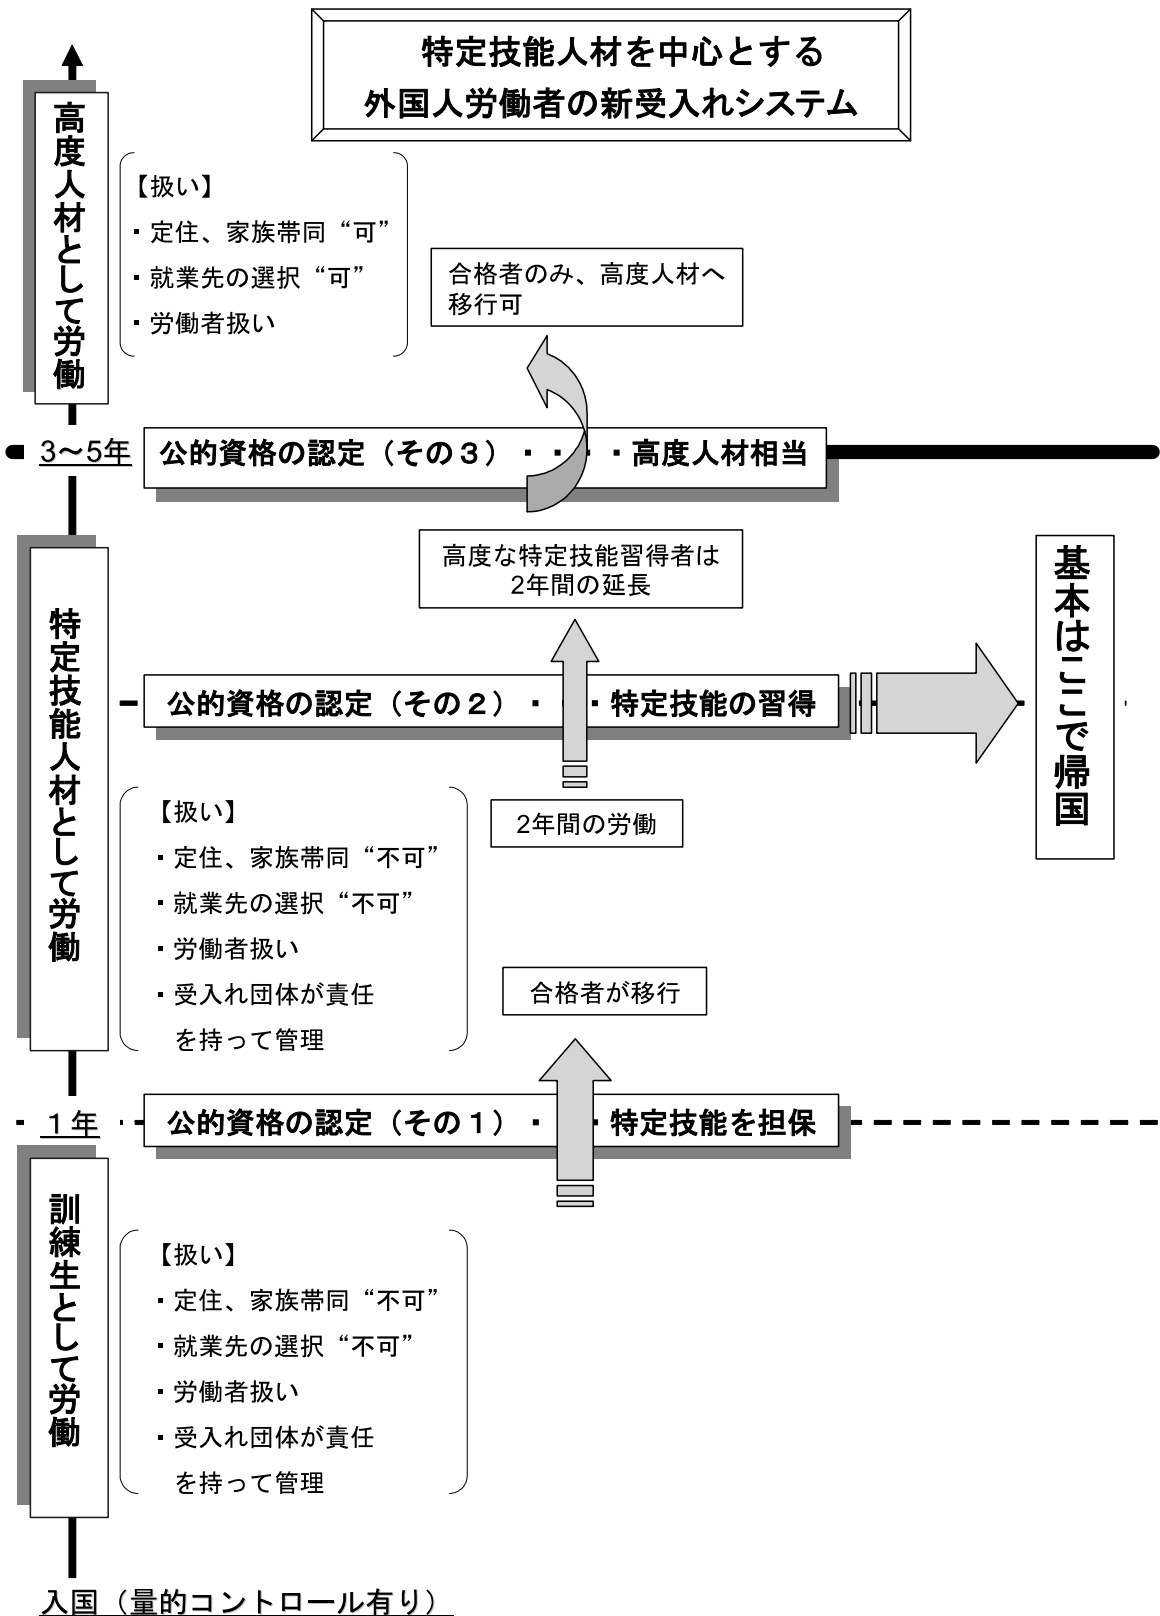 特定技能人材を中心とする
外国人労働者の新受入れシステム
高度人材として労働
【扱い】
・定住、家族帯同“可”
・就業先の選択“可”
・労働者扱い
合格者のみ、高度人材へ
移行可
3～5年
公的資格の認定（その３）・・・・高度人材相当
高度な特定技能習得者は
2年間の延長
基本はここで帰国
特定技能人材として労働
公的資格の認定（その２）・・・特定技能の習得
2年間の労働
【扱い】
・定住、家族帯同“不可”
・就業先の選択“不可”
・労働者扱い
・受入れ団体が責任
を持って管理
合格者が移行
１年
公的資格の認定（その１）・・・特定技能を担保
訓練生として労働
【扱い】
・定住、家族帯同“不可”
・就業先の選択“不可”
・労働者扱い
・受入れ団体が責任
を持って管理
入国（量的コントロール有り）